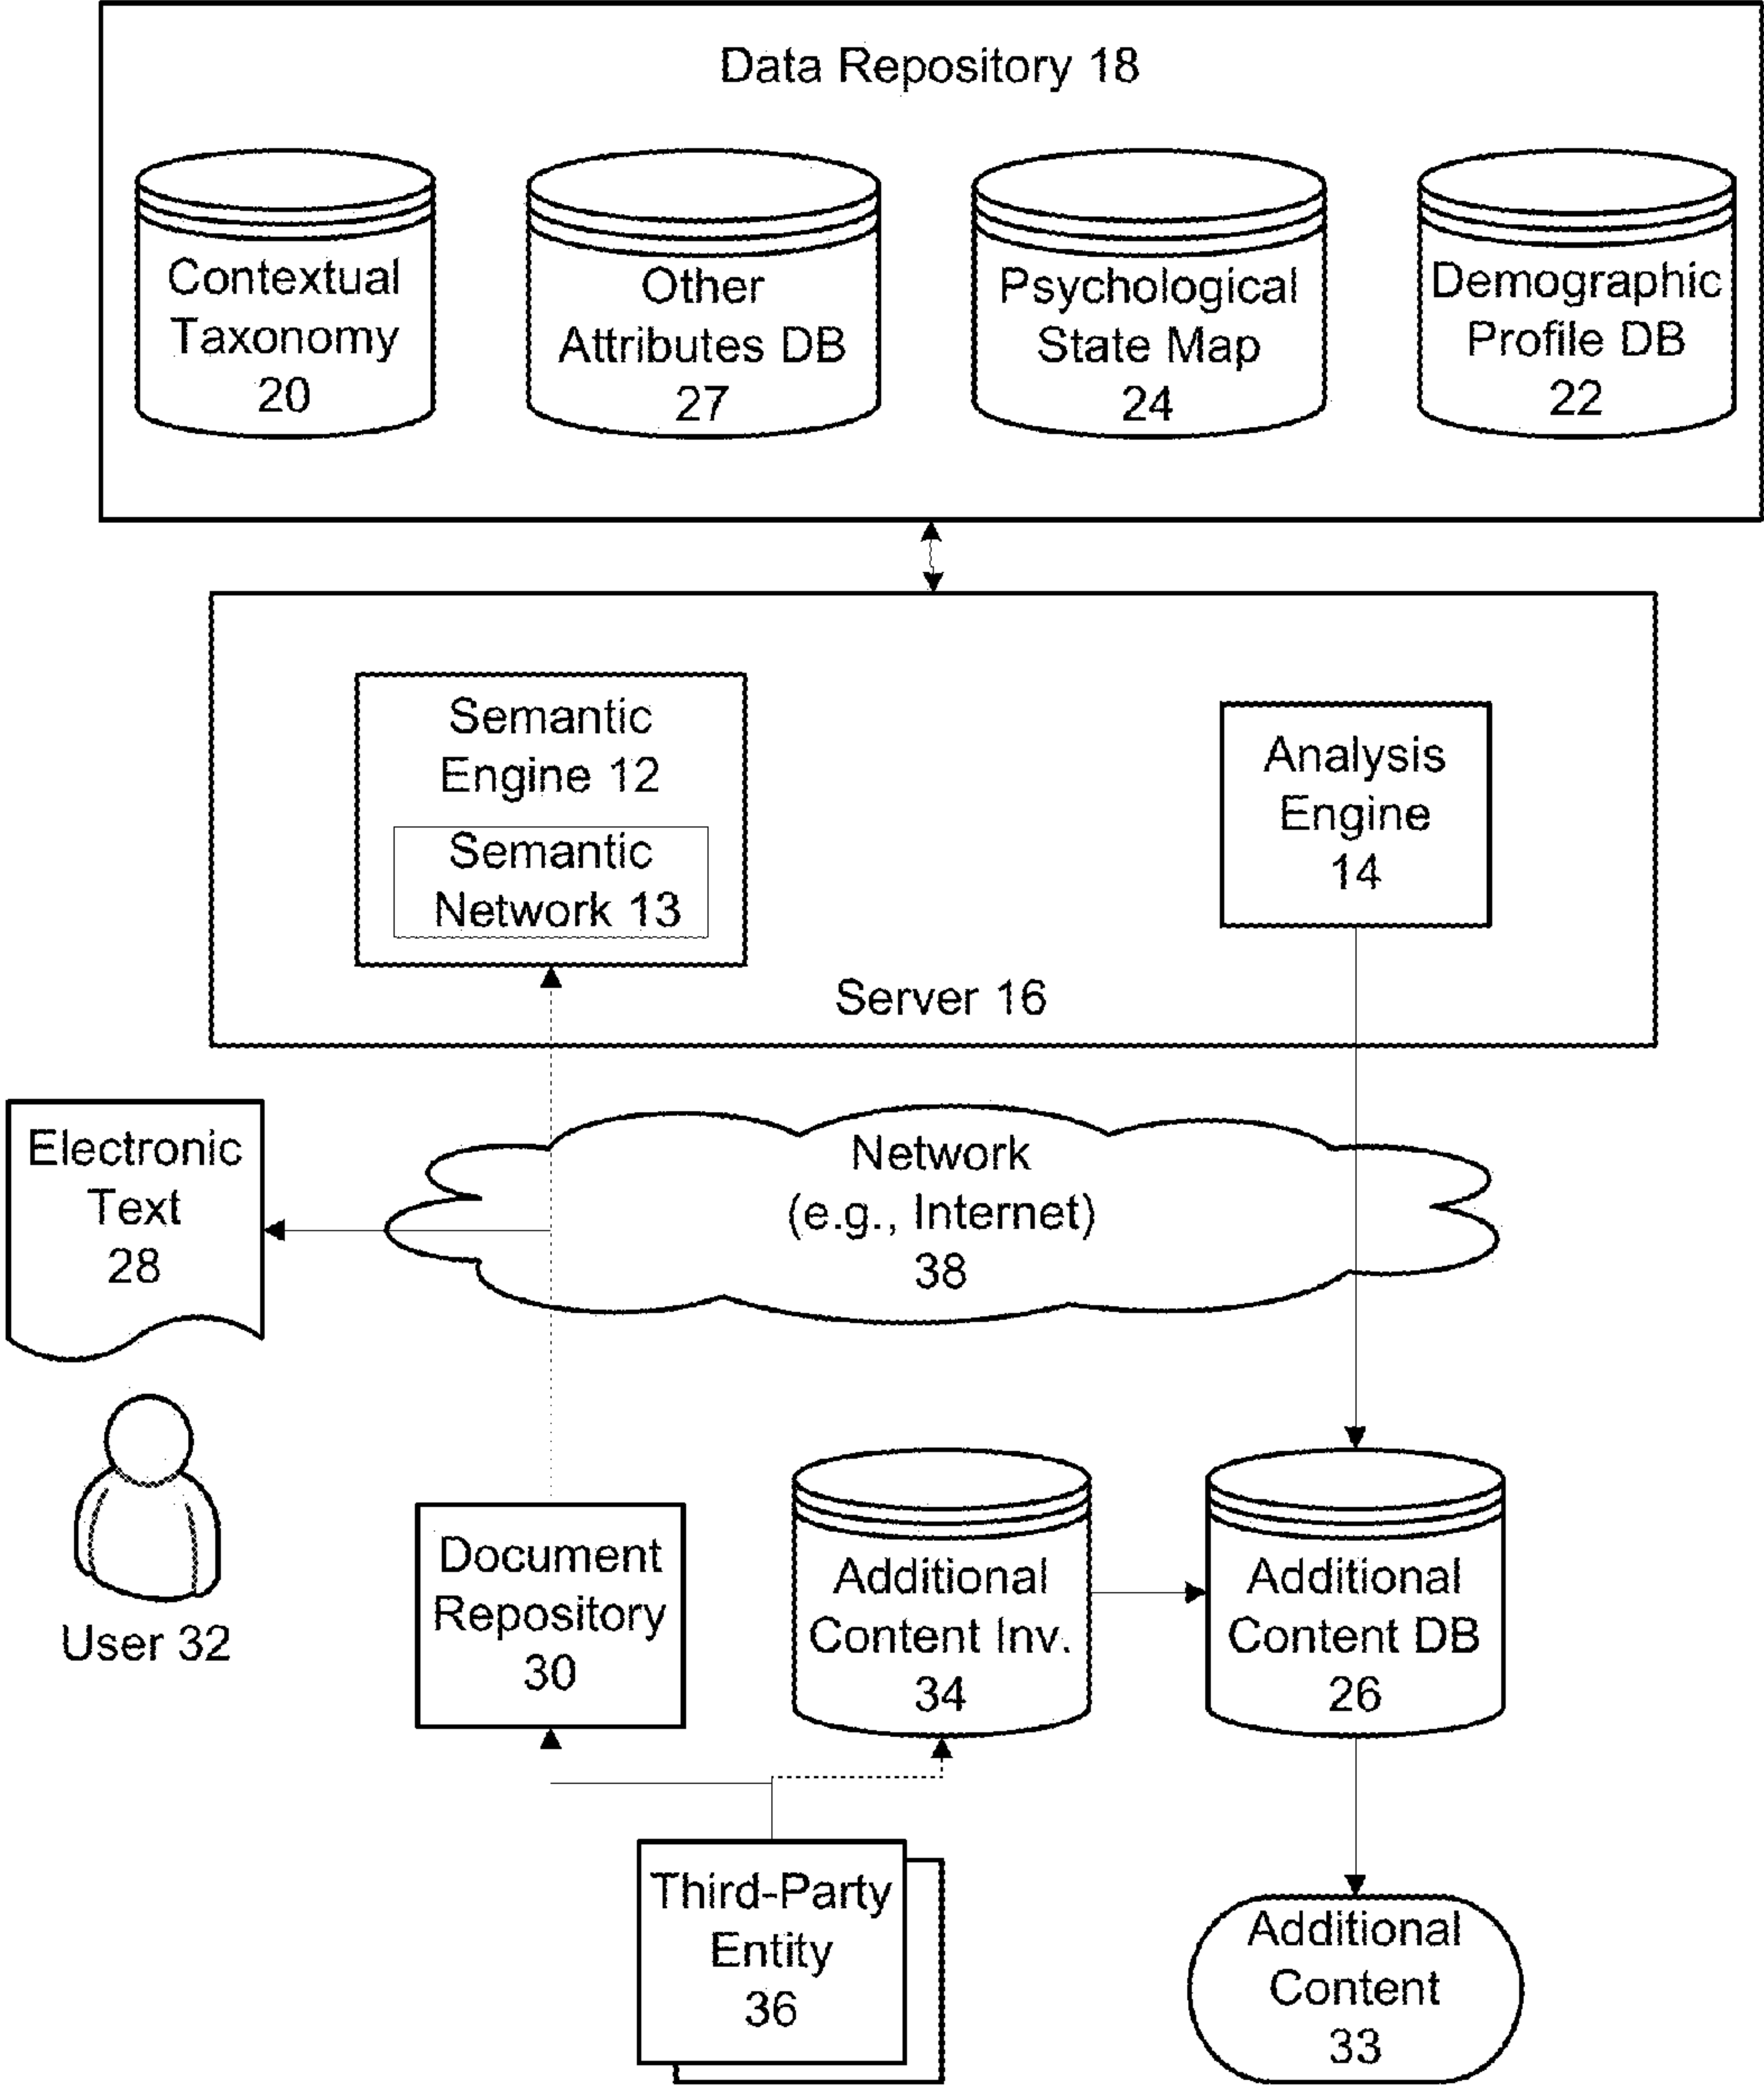 Data Repository 18
Contextual
Taxonomy
20
Other
Attributes DB
27
Psychological
State Map
24
Demographic
Profile DB
22
Semantic
Engine 12
Semantic
Network 13
Analysis
Engine
14
Server 16
Electronic
Text
28
Network
(e.g., Internet)
38
User 32
Document
Repository
30
Additional
Content Inv.
34
Additional
Content DB
26
Third-Party
Entity
36
Additional
Content
33